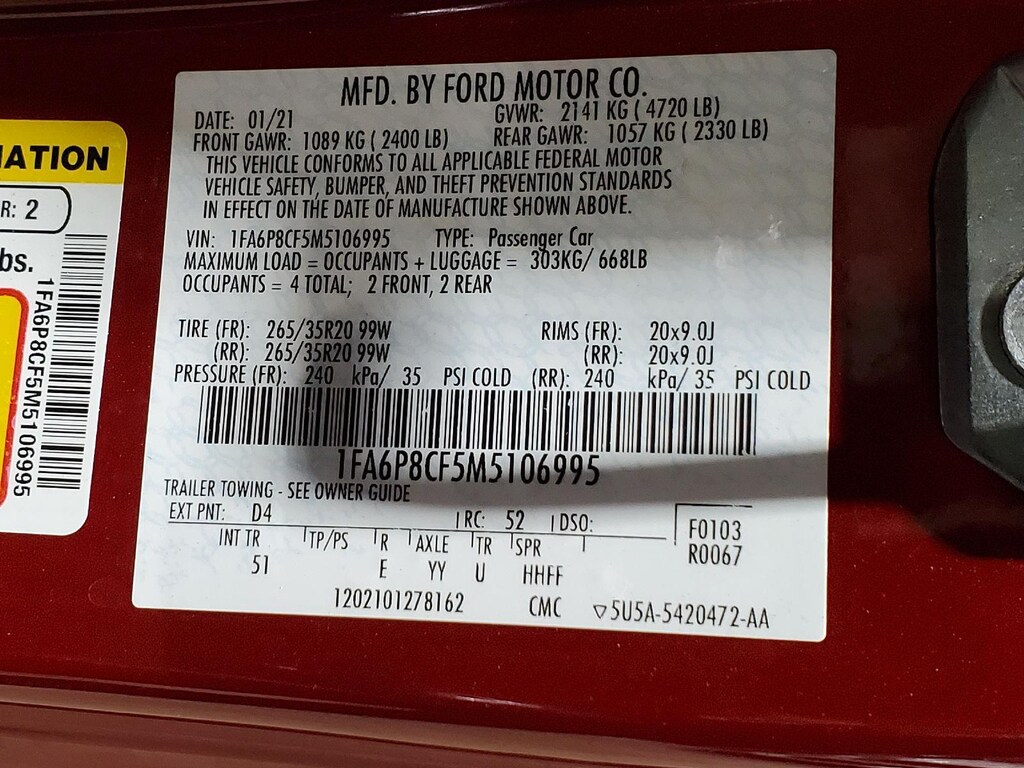 MFD. BY FORD MOTOR CO.
DATE: 01/21 GVWR: 2141 KG ( 4720 LB)
FRONT GAWR: 1089 KG ( 2400 LB) REAR GAWR: 1057 KG ( 2330 LB)
THIS VEHICLE CONFORMS TO ALL APPLICABLE FEDERAL MOTOR
VEHICLE SAFETY, BUMPER, AND THEFT PREVENTION STANDARDS
IN EFFECT ON THE DATE OF MANUFACTURE SHOWN ABOVE.
VIN: 1FA6P8CF5M5106995 TYPE: Passenger Car
MAXIMUM LOAD = OCCUPANTS + LUGGAGE = 303KG/ 668LB
OCCUPANTS = 4 TOTAL; 2 FRONT, 2 REAR
TIRE (FR): 265/35R20 99W RIMS (FR): 20x9.0J
(RR): 265/35R20 99W (RR): 20x9.0J
PRESSURE (FR): 240 kPa/ 35 PSI COLD (RR): 240 kPa/ 35 PSI COLD
1FA6P8CF5M5106995
TRAILER TOWING - SEE OWNER GUIDE
EXT PNT: D4 RC: 52 DSO: F0103
R0067
INT TR TP/PS R AXLE TR SPR
51 E YY U HHFF
1202101278162 CMC ▽5U5A-5420472-AA
IATION
R: 2
bs.
1FA6P8CF5M5106995